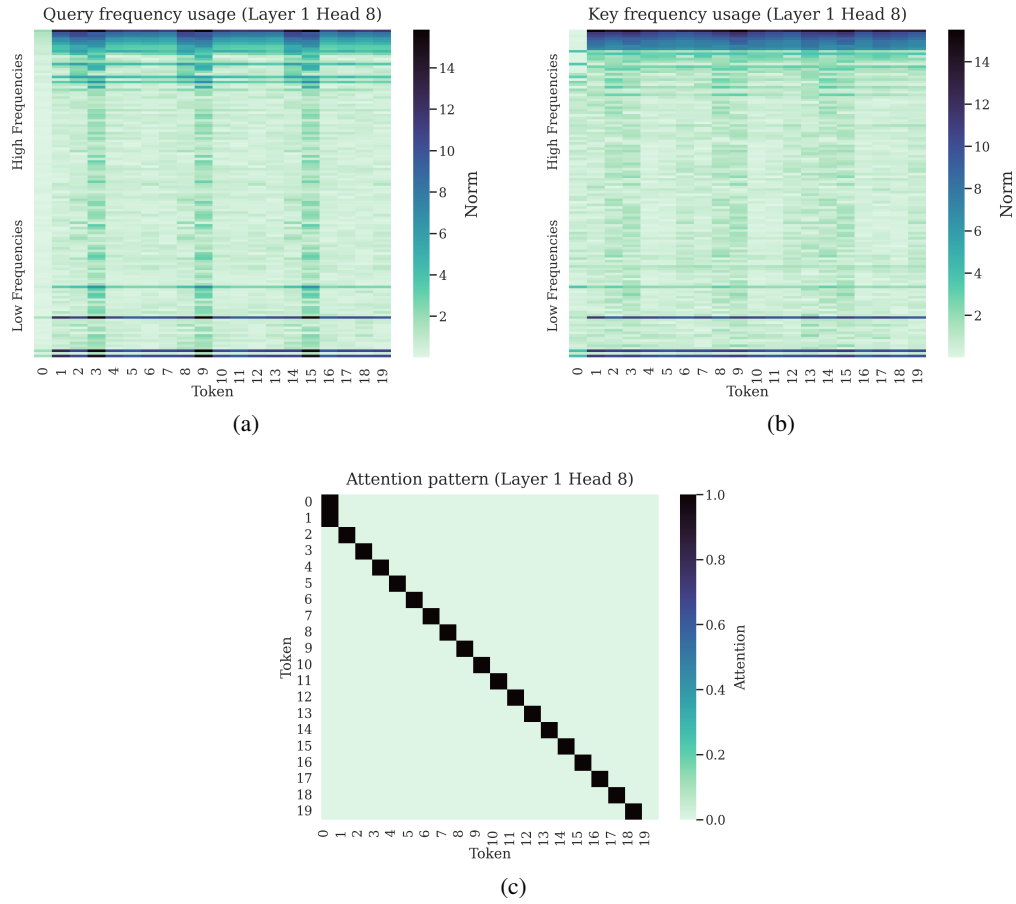 Query frequency usage (Layer 1 Head 8)
High Frequencies
Low Frequencies
0 1 2 3 4 5 6 7 8 9 10 11 12 13 14 15 16 17 18 19
Token
14
12
10
8
6
4
2
Norm
(a)
Key frequency usage (Layer 1 Head 8)
High Frequencies
Low Frequencies
0 1 2 3 4 5 6 7 8 9 10 11 12 13 14 15 16 17 18 19
Token
14
12
10
8
6
4
2
Norm
(b)
Attention pattern (Layer 1 Head 8)
Token
0
1
2
3
4
5
6
7
8
9
10
11
12
13
14
15
16
17
18
19
0 1 2 3 4 5 6 7 8 9 10 11 12 13 14 15 16 17 18 19
Token
1.0
0.8
0.6
0.4
0.2
0.0
Attention
(c)